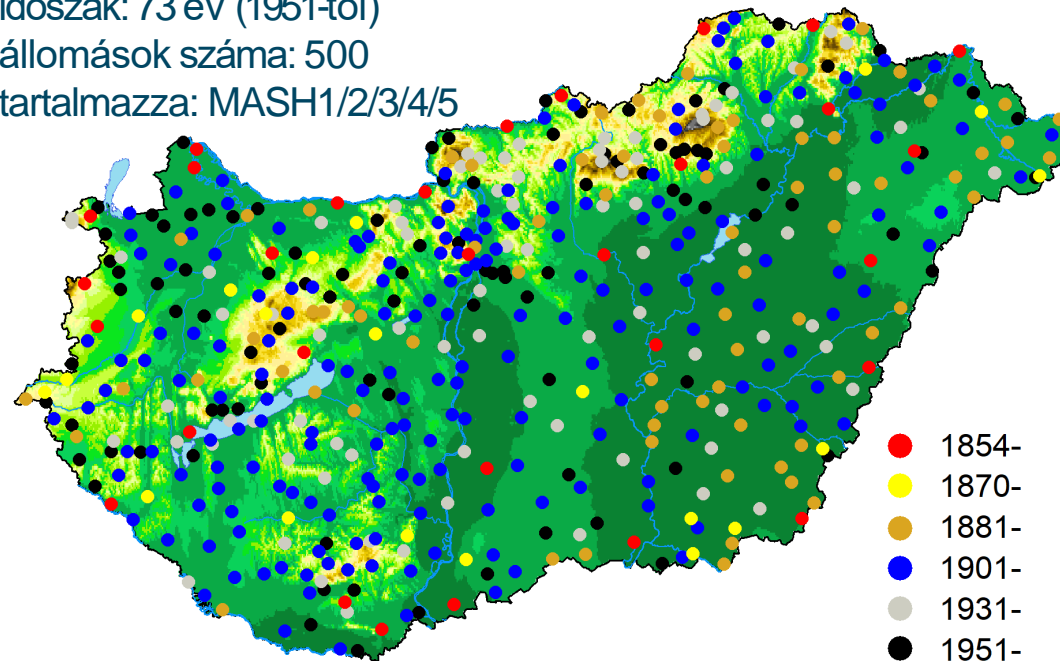 időszak: 73 év (1951-től)
állomások száma: 500
tartalmazza: MASH1/2/3/4/5
1854-
1870-
1881-
1901-
1931-
1951-